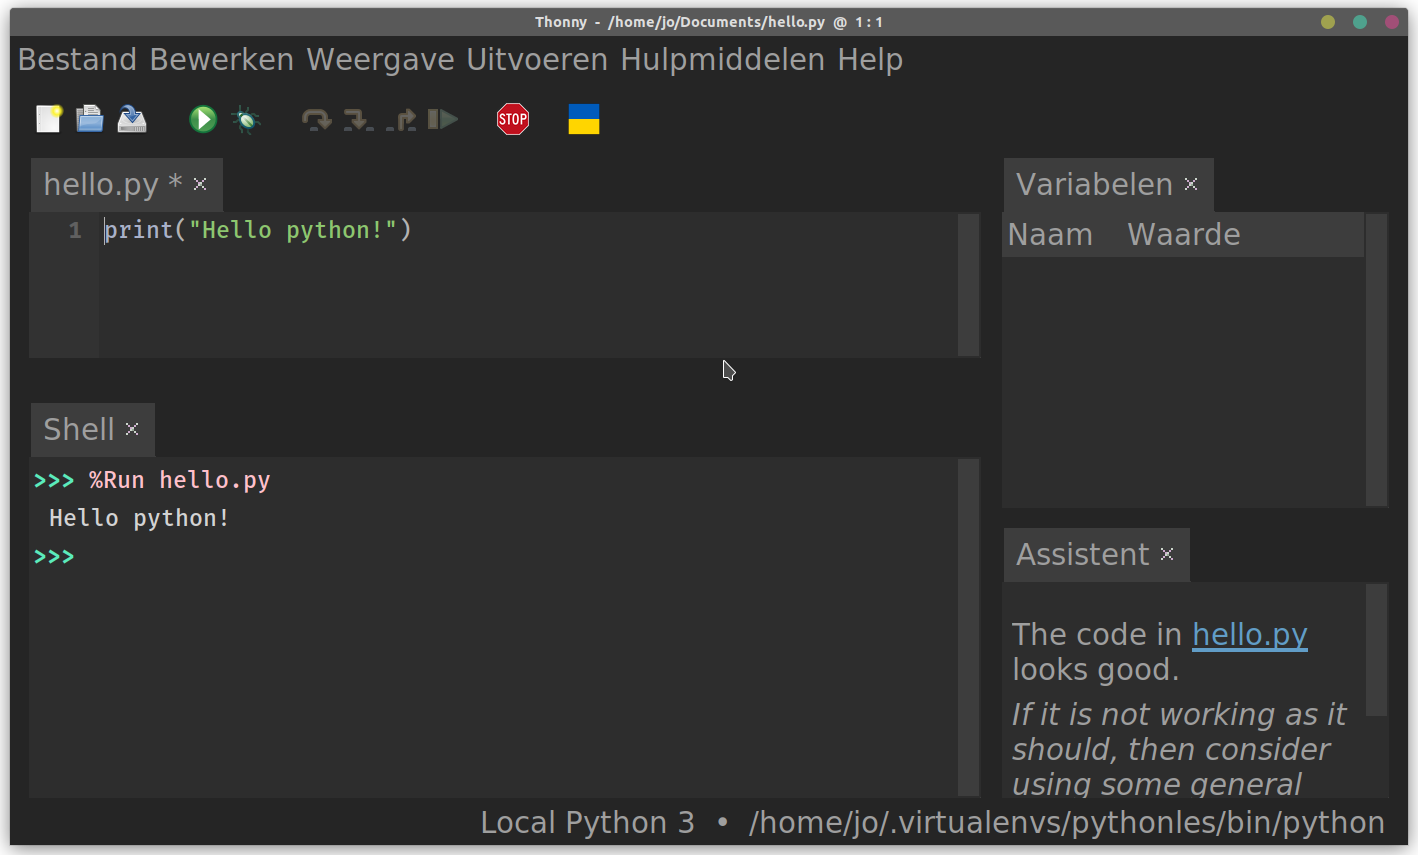 Thonny - /home/jo/Documents/hello.py @ 1:1
Bestand Bewerken Weergave Uitvoeren Hulpmiddelen Help
STOP
hello.py *
1 print("Hello python!")
Shell
>>> %Run hello.py
Hello python!
>>>
Variabelen
Naam Waarde
Assistent
The code in hello.py
looks good.
If it is not working as it
should, then consider
using some general
Local Python 3 • /home/jo/.virtualenvs/pythonles/bin/python